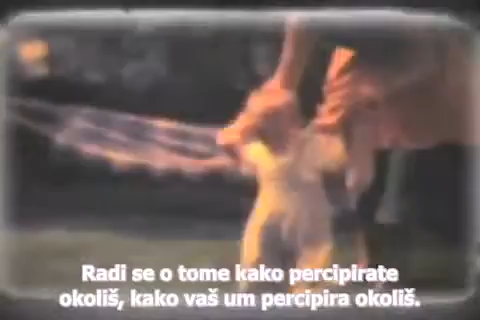 Radi se o tome kako percipirate
okoliš, kako vaš um percipira okoliš.